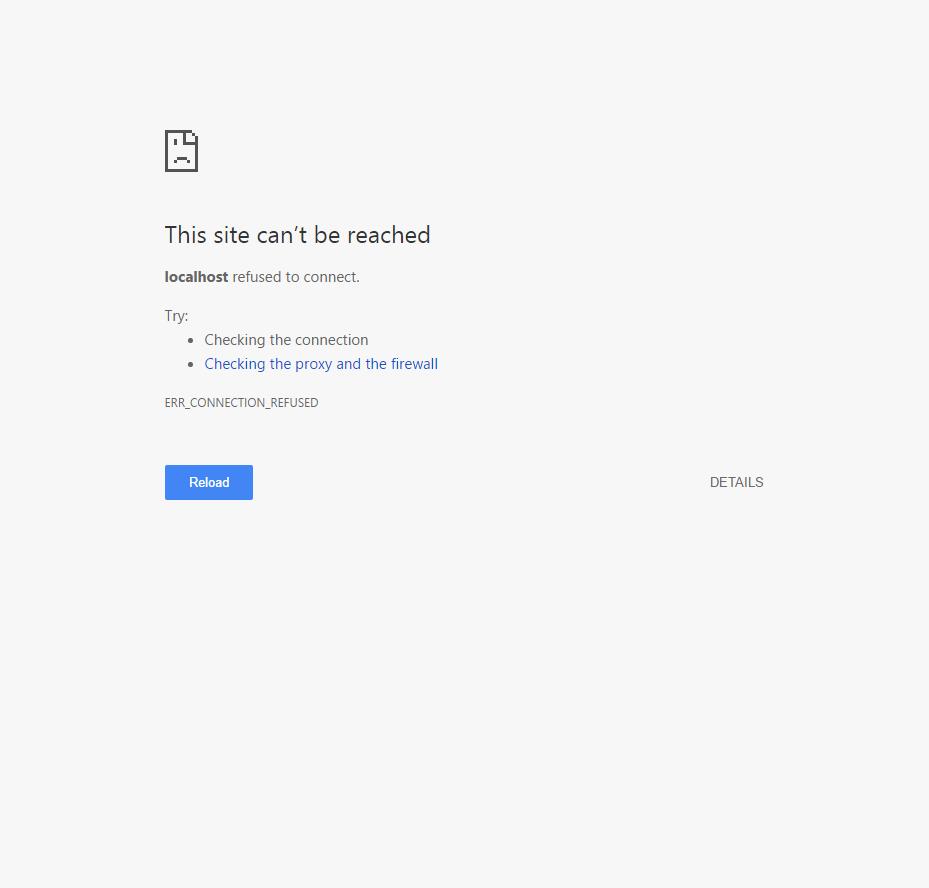 This site can’t be reached
localhost refused to connect.
Try:
• Checking the connection
• Checking the proxy and the firewall
ERR_CONNECTION_REFUSED
Reload
DETAILS